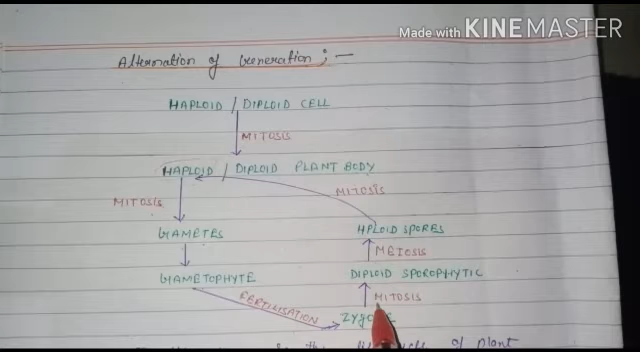 Made with KINEMASTER
Alternation of Generation ; —
HAPLOID / DIPLOID CELL
MITOSIS
HAPLOID / DIPLOID PLANT BODY
MITOSIS
MITOSIS
GAMETES
HPLOID SPORES
MEIOSIS
GAMETOPHYTE
DIPLOID SPOROPHYTIC
FERTILISATION
MITOSIS
of plant